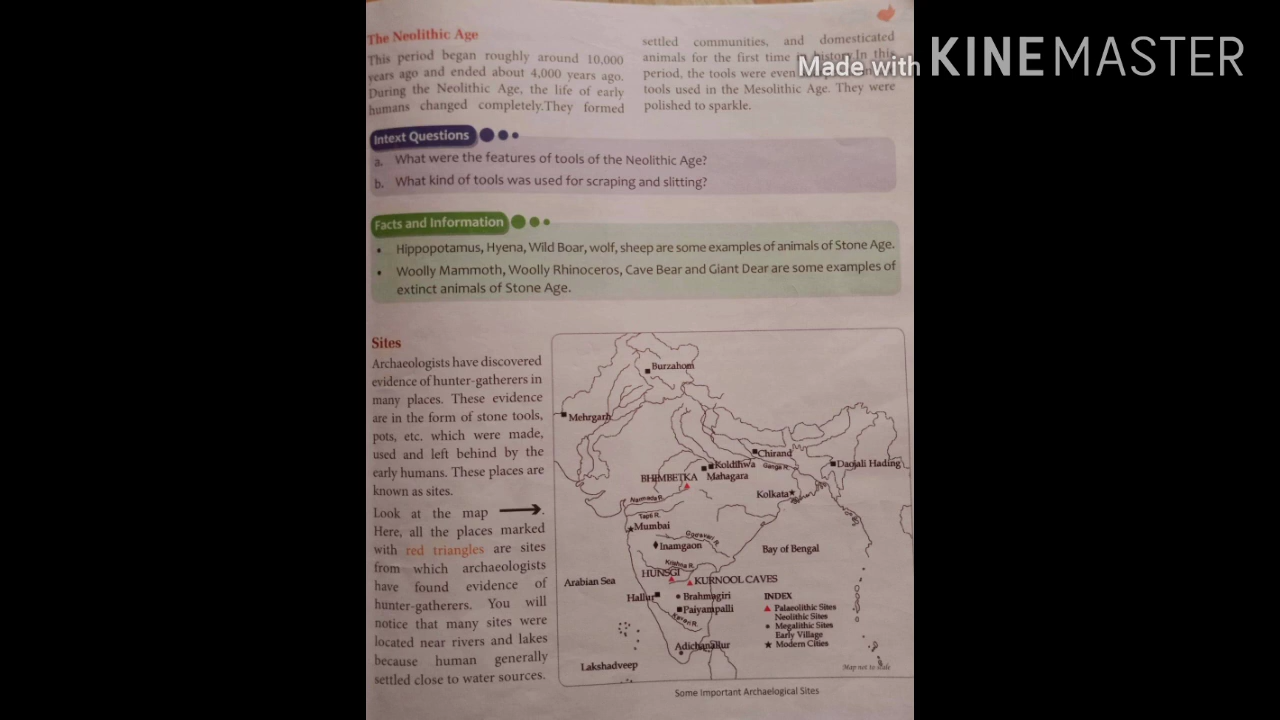 The Neolithic Age
This period began roughly around 10,000
years ago and ended about 4,000 years ago.
During the Neolithic Age, the life of early
humans changed completely.They formed
settled communities, and domesticated
animals for the first time in history.In this
period, the tools were even
tools used in the Mesolithic Age. They were
polished to sparkle.
Made with KINEMASTER
Intext Questions
a. What were the features of tools of the Neolithic Age?
b. What kind of tools was used for scraping and slitting?
Facts and Information
• Hippopotamus, Hyena, Wild Boar, wolf, sheep are some examples of animals of Stone Age.
• Woolly Mammoth, Woolly Rhinoceros, Cave Bear and Giant Dear are some examples of
extinct animals of Stone Age.
Sites
Archaeologists have discovered
evidence of hunter-gatherers in
many places. These evidence
are in the form of stone tools,
pots, etc. which were made,
used and left behind by the
early humans. These places are
known as sites.
Look at the map →.
Here, all the places marked
with red triangles are sites
from which archaeologists
have found evidence of
hunter-gatherers. You will
notice that many sites were
located near rivers and lakes
because human generally
settled close to water sources.
Burzahom
Mehrgarh
Chirand
Koldihwa
Ganga R.
Daojali Hading
BHIMBETKA
Mahagara
Kolkata
Narmada R.
Tapti R.
Mumbai
Godavari R.
Inamgaon
Bay of Bengal
Krishna R.
HUNSGI
KURNOOL CAVES
Arabian Sea
Hallur
Brahmagiri
Paiyampalli
Kaveri R.
Adichanallur
Lakshadweep
INDEX
▲ Palaeolithic Sites
Neolithic Sites
• Megalithic Sites
Early Village
★ Modern Cities
Map not to scale
Some Important Archaelogical Sites